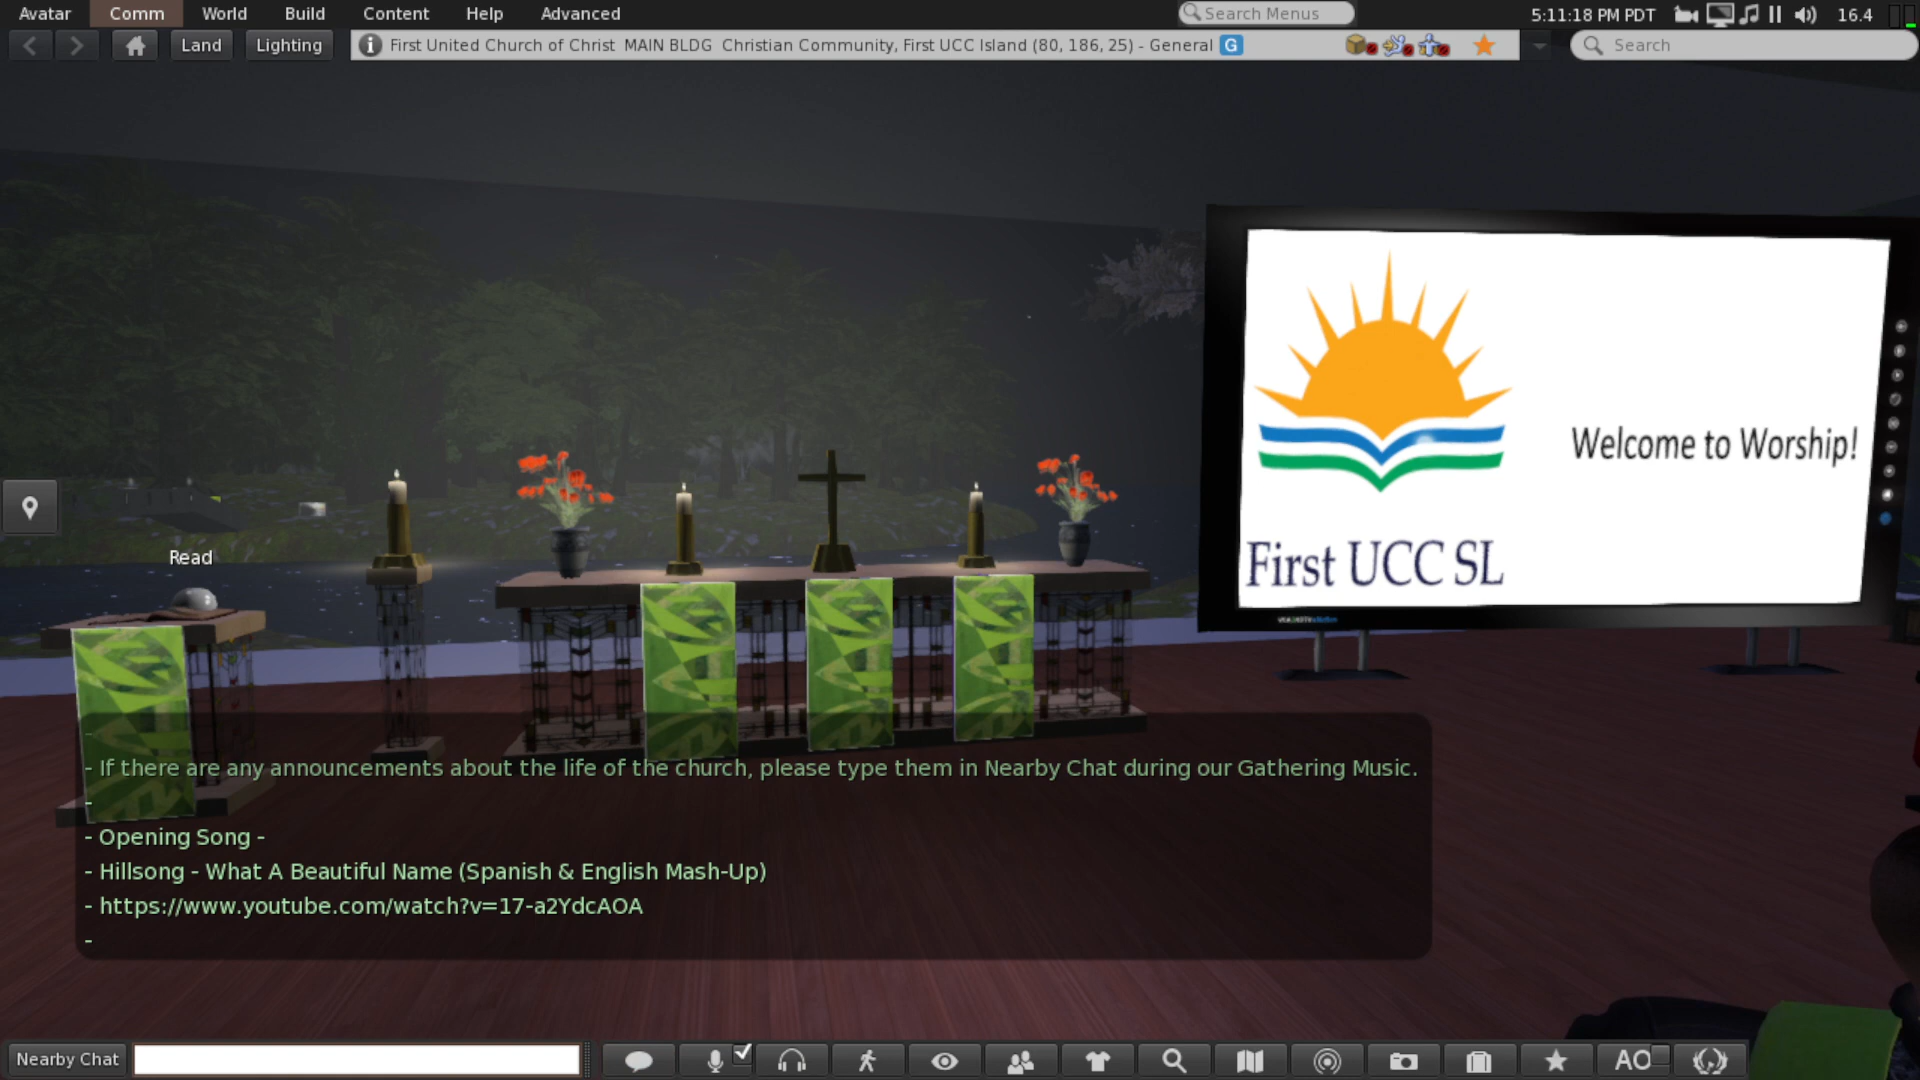 Avatar Comm World Build Content Help Advanced Search Menus 5:11:18 PM PDT 16.4
Land Lighting First United Church of Christ MAIN BLDG Christian Community, First UCC Island (80, 186, 25) - General G Search
Welcome to Worship!
First UCC SL
Read
-
- If there are any announcements about the life of the church, please type them in Nearby Chat during our Gathering Music.
-
- Opening Song -
- Hillsong - What A Beautiful Name (Spanish & English Mash-Up)
- https://www.youtube.com/watch?v=17-a2YdcAOA
-
Nearby Chat AO